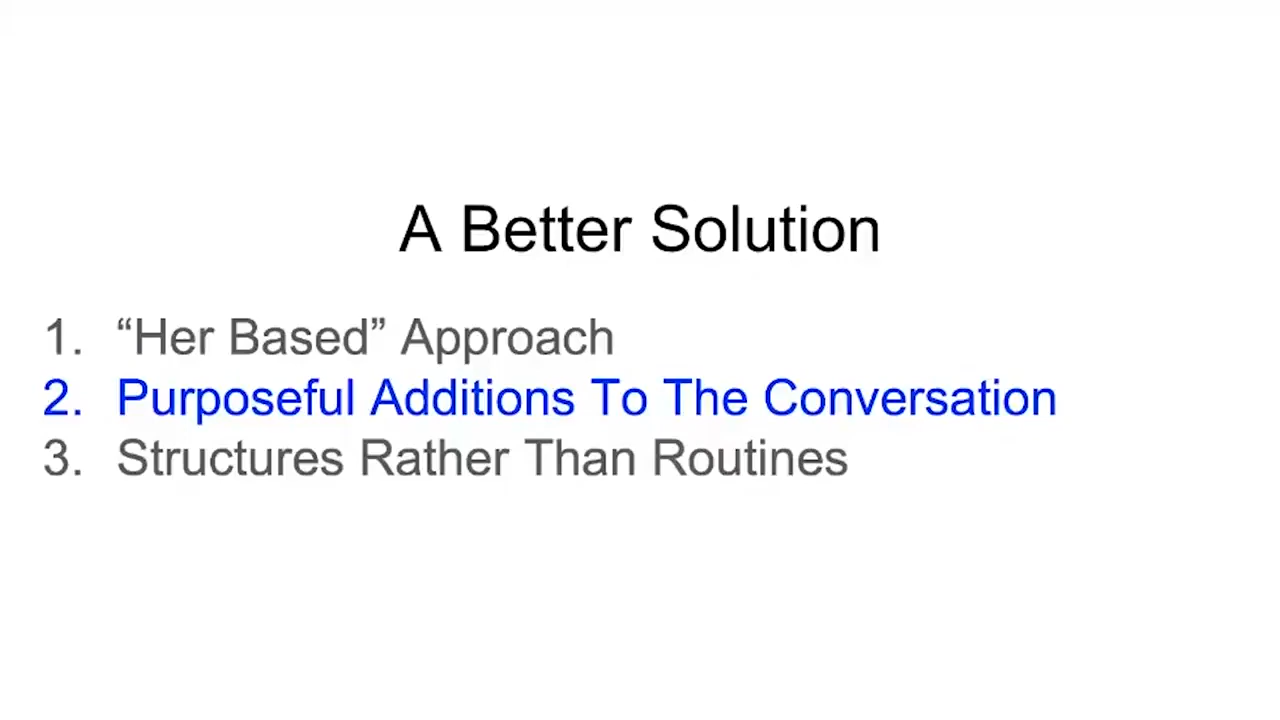 A Better Solution
1. “Her Based” Approach
2. Purposeful Additions To The Conversation
3. Structures Rather Than Routines